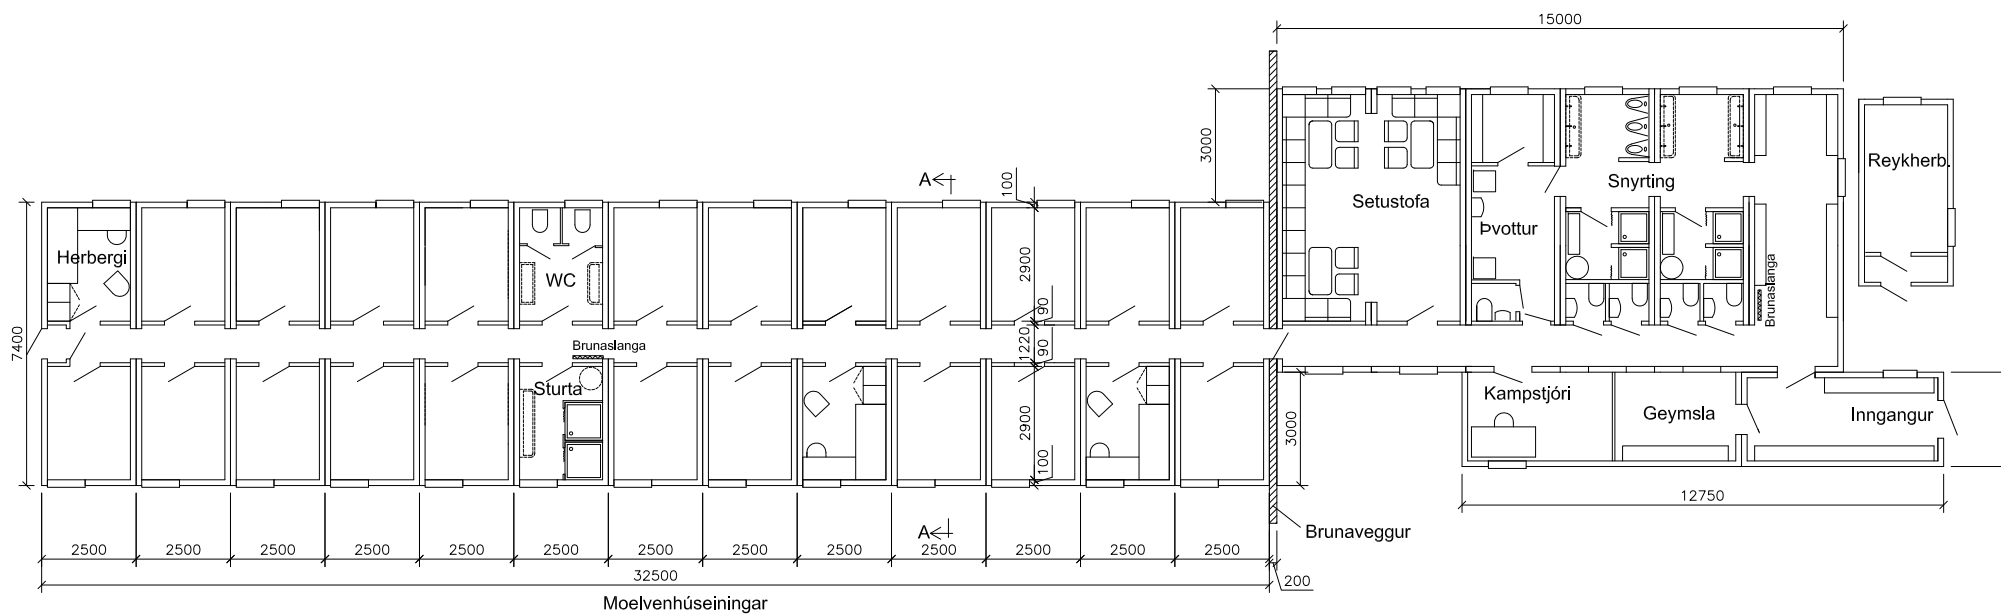 15000
3000
A
100
Reykherb.
Snyrting
Setustofa
Þvottur
Herbergi
WC
2900
Brunaslanga
90
7400
1220
90
Brunaslanga
Sturta
Kampstjóri
Geymsla
Inngangur
2900
3000
100
12750
A
Brunaveggur
2500 2500 2500 2500 2500 2500 2500 2500 2500 2500 2500 2500 2500
32500
200
Moelvenhúseiningar